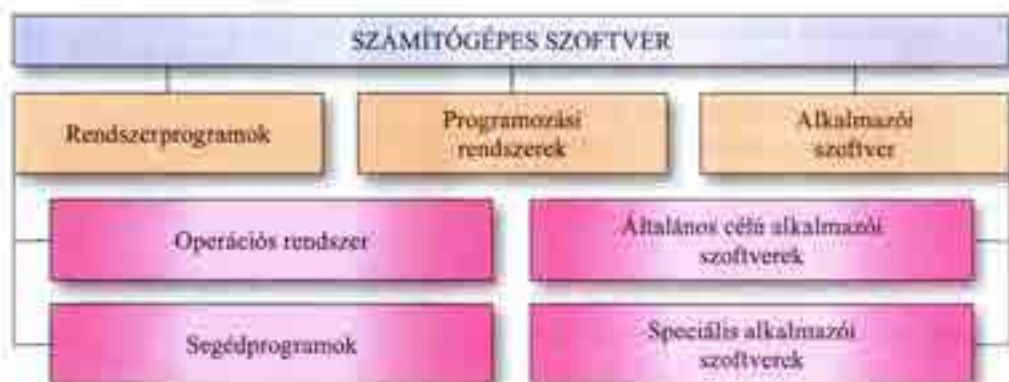 SZÁMÍTÓGÉPES SZOFTVER
Rendszerprogramok
Programozási
rendszerek
Alkalmazói
szoftver
Operációs rendszer
Általános célú alkalmazói
szoftverek
Segédprogramok
Speciális alkalmazói
szoftverek